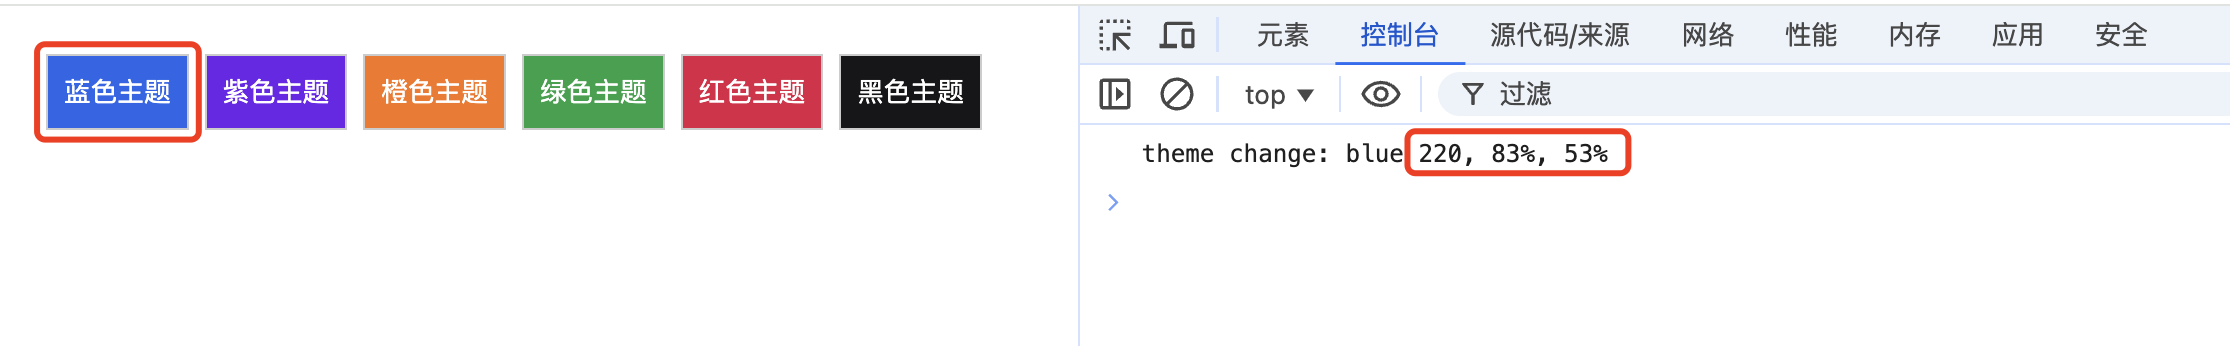 蓝色主题 紫色主题 橙色主题 绿色主题 红色主题 黑色主题
元素 控制台 源代码/来源 网络 性能 内存 应用 安全
top ▼ 过滤
theme change: blue 220, 83%, 53%
>